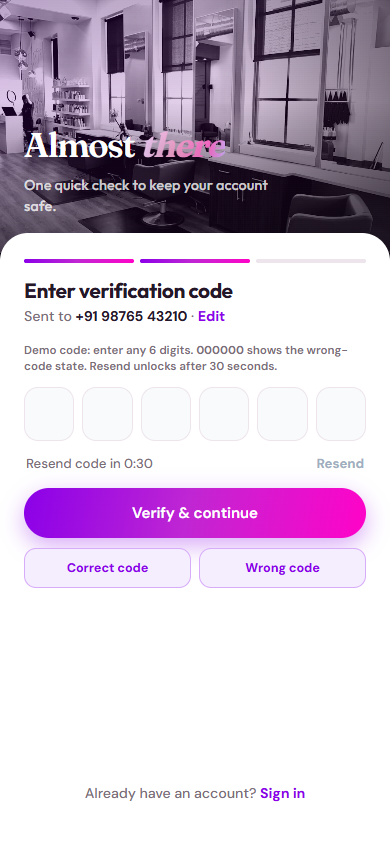 Almost there
One quick check to keep your account
safe.
Enter verification code
Sent to +91 98765 43210 · Edit
Demo code: enter any 6 digits. 000000 shows the wrong-
code state. Resend unlocks after 30 seconds.
Resend code in 0:30 Resend
Verify & continue
Correct code Wrong code
Already have an account? Sign in